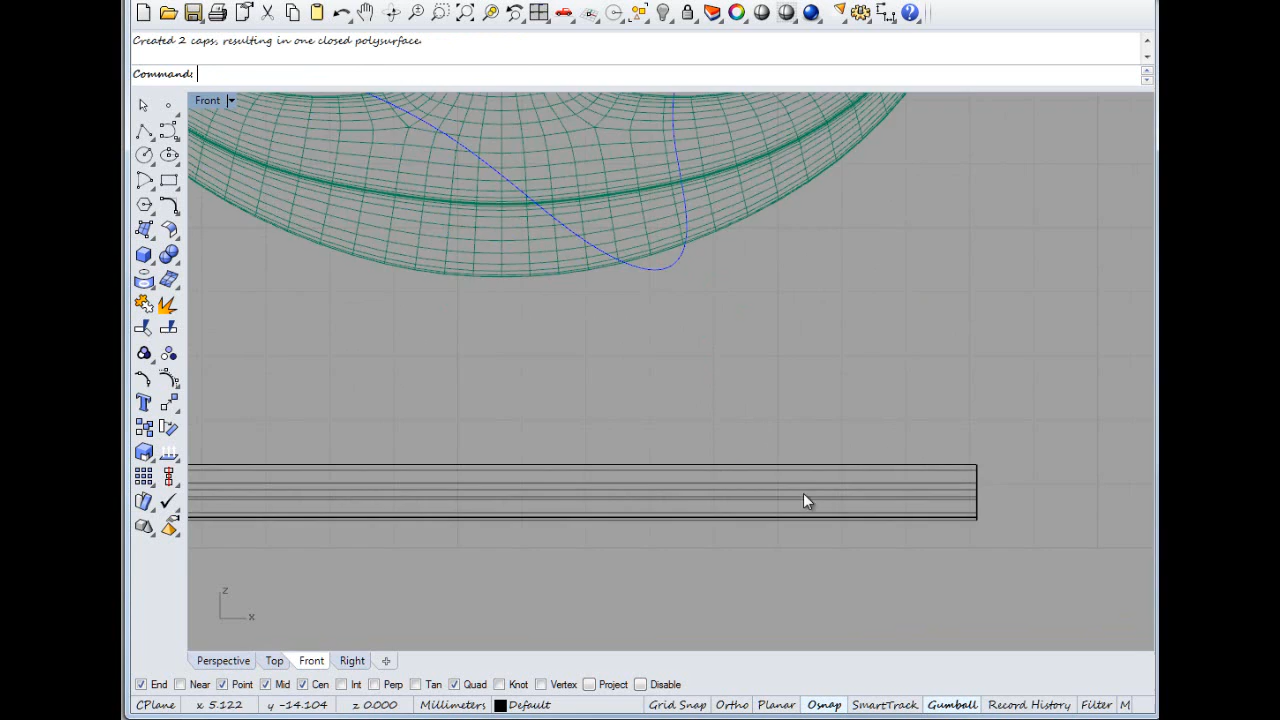 Created 2 caps, resulting in one closed polysurface.
Command:
Front
z
x
Perspective Top Front Right
End Near Point Mid Cen Int Perp Tan Quad Knot Vertex Project Disable
CPlane x 5.122 y -14.104 z 0.000 Millimeters Default Grid Snap Ortho Planar Osnap SmartTrack Gumball Record History Filter M